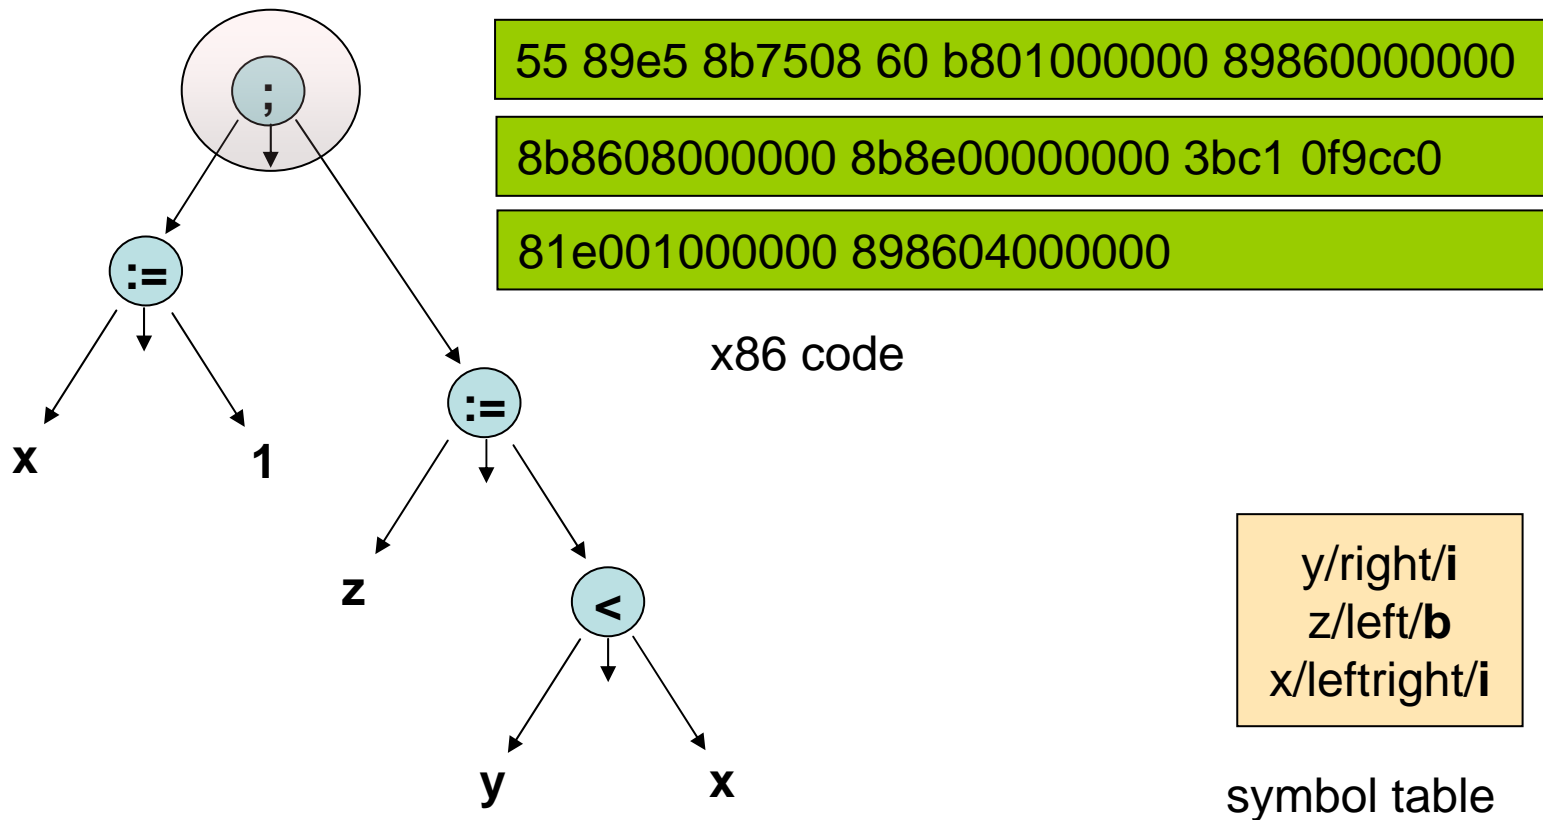 ;
55 89e5 8b7508 60 b801000000 89860000000
8b8608000000 8b8e00000000 3bc1 0f9cc0
81e001000000 898604000000
:=
x86 code
:=
x
1
z
<
y/right/i
z/left/b
x/leftright/i
y
x
symbol table